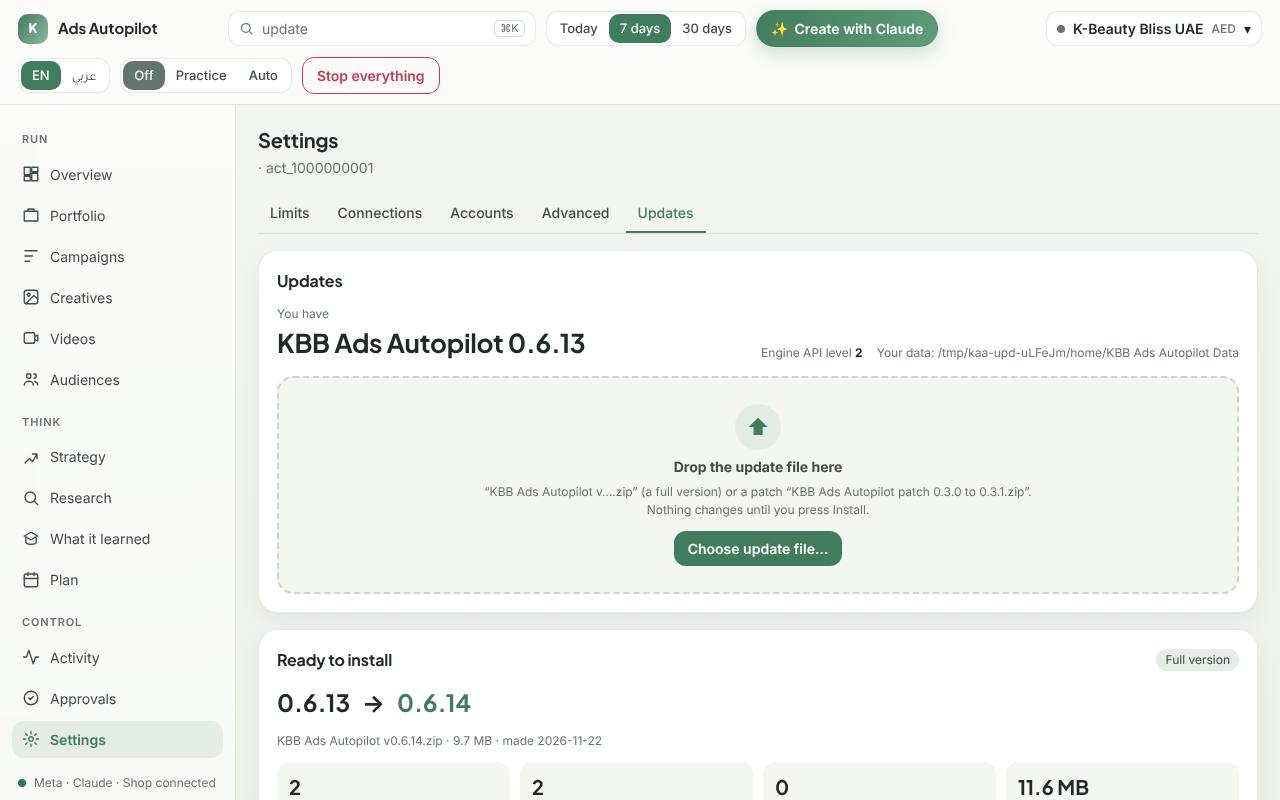 K
Ads Autopilot
update
⌘K
Today
7 days
30 days
✨ Create with Claude
K-Beauty Bliss UAE AED ▾
EN
عربي
Off
Practice
Auto
Stop everything
RUN
Overview
Portfolio
Campaigns
Creatives
Videos
Audiences
THINK
Strategy
Research
What it learned
Plan
CONTROL
Activity
Approvals
Settings
Meta · Claude · Shop connected
Settings
· act_1000000001
Limits
Connections
Accounts
Advanced
Updates
Updates
You have
KBB Ads Autopilot 0.6.13
Engine API level 2
Your data: /tmp/kaa-upd-uLFeJm/home/KBB Ads Autopilot Data
Drop the update file here
“KBB Ads Autopilot v….zip” (a full version) or a patch “KBB Ads Autopilot patch 0.3.0 to 0.3.1.zip”.
Nothing changes until you press Install.
Choose update file…
Ready to install
Full version
0.6.13 → 0.6.14
KBB Ads Autopilot v0.6.14.zip · 9.7 MB · made 2026-11-22
2
2
0
11.6 MB